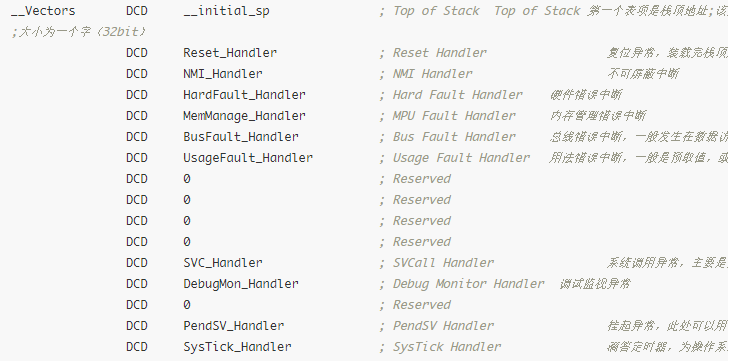 __Vectors DCD __initial_sp ; Top of Stack Top of Stack 第一个表项是栈顶地址;该
;大小为一个字（32bit）
DCD Reset_Handler ; Reset Handler 复位异常，装载完栈顶
DCD NMI_Handler ; NMI Handler 不可屏蔽中断
DCD HardFault_Handler ; Hard Fault Handler 硬件错误中断
DCD MemManage_Handler ; MPU Fault Handler 内存管理错误中断
DCD BusFault_Handler ; Bus Fault Handler 总线错误中断，一般发生在数据访
DCD UsageFault_Handler ; Usage Fault Handler 用法错误中断，一般是预取值，或
DCD 0 ; Reserved
DCD 0 ; Reserved
DCD 0 ; Reserved
DCD 0 ; Reserved
DCD SVC_Handler ; SVCall Handler 系统调用异常，主要是
DCD DebugMon_Handler ; Debug Monitor Handler 调试监视异常
DCD 0 ; Reserved
DCD PendSV_Handler ; PendSV Handler 挂起异常，此处可以用
DCD SysTick_Handler ; SysTick Handler 滴答定时器，为操作系